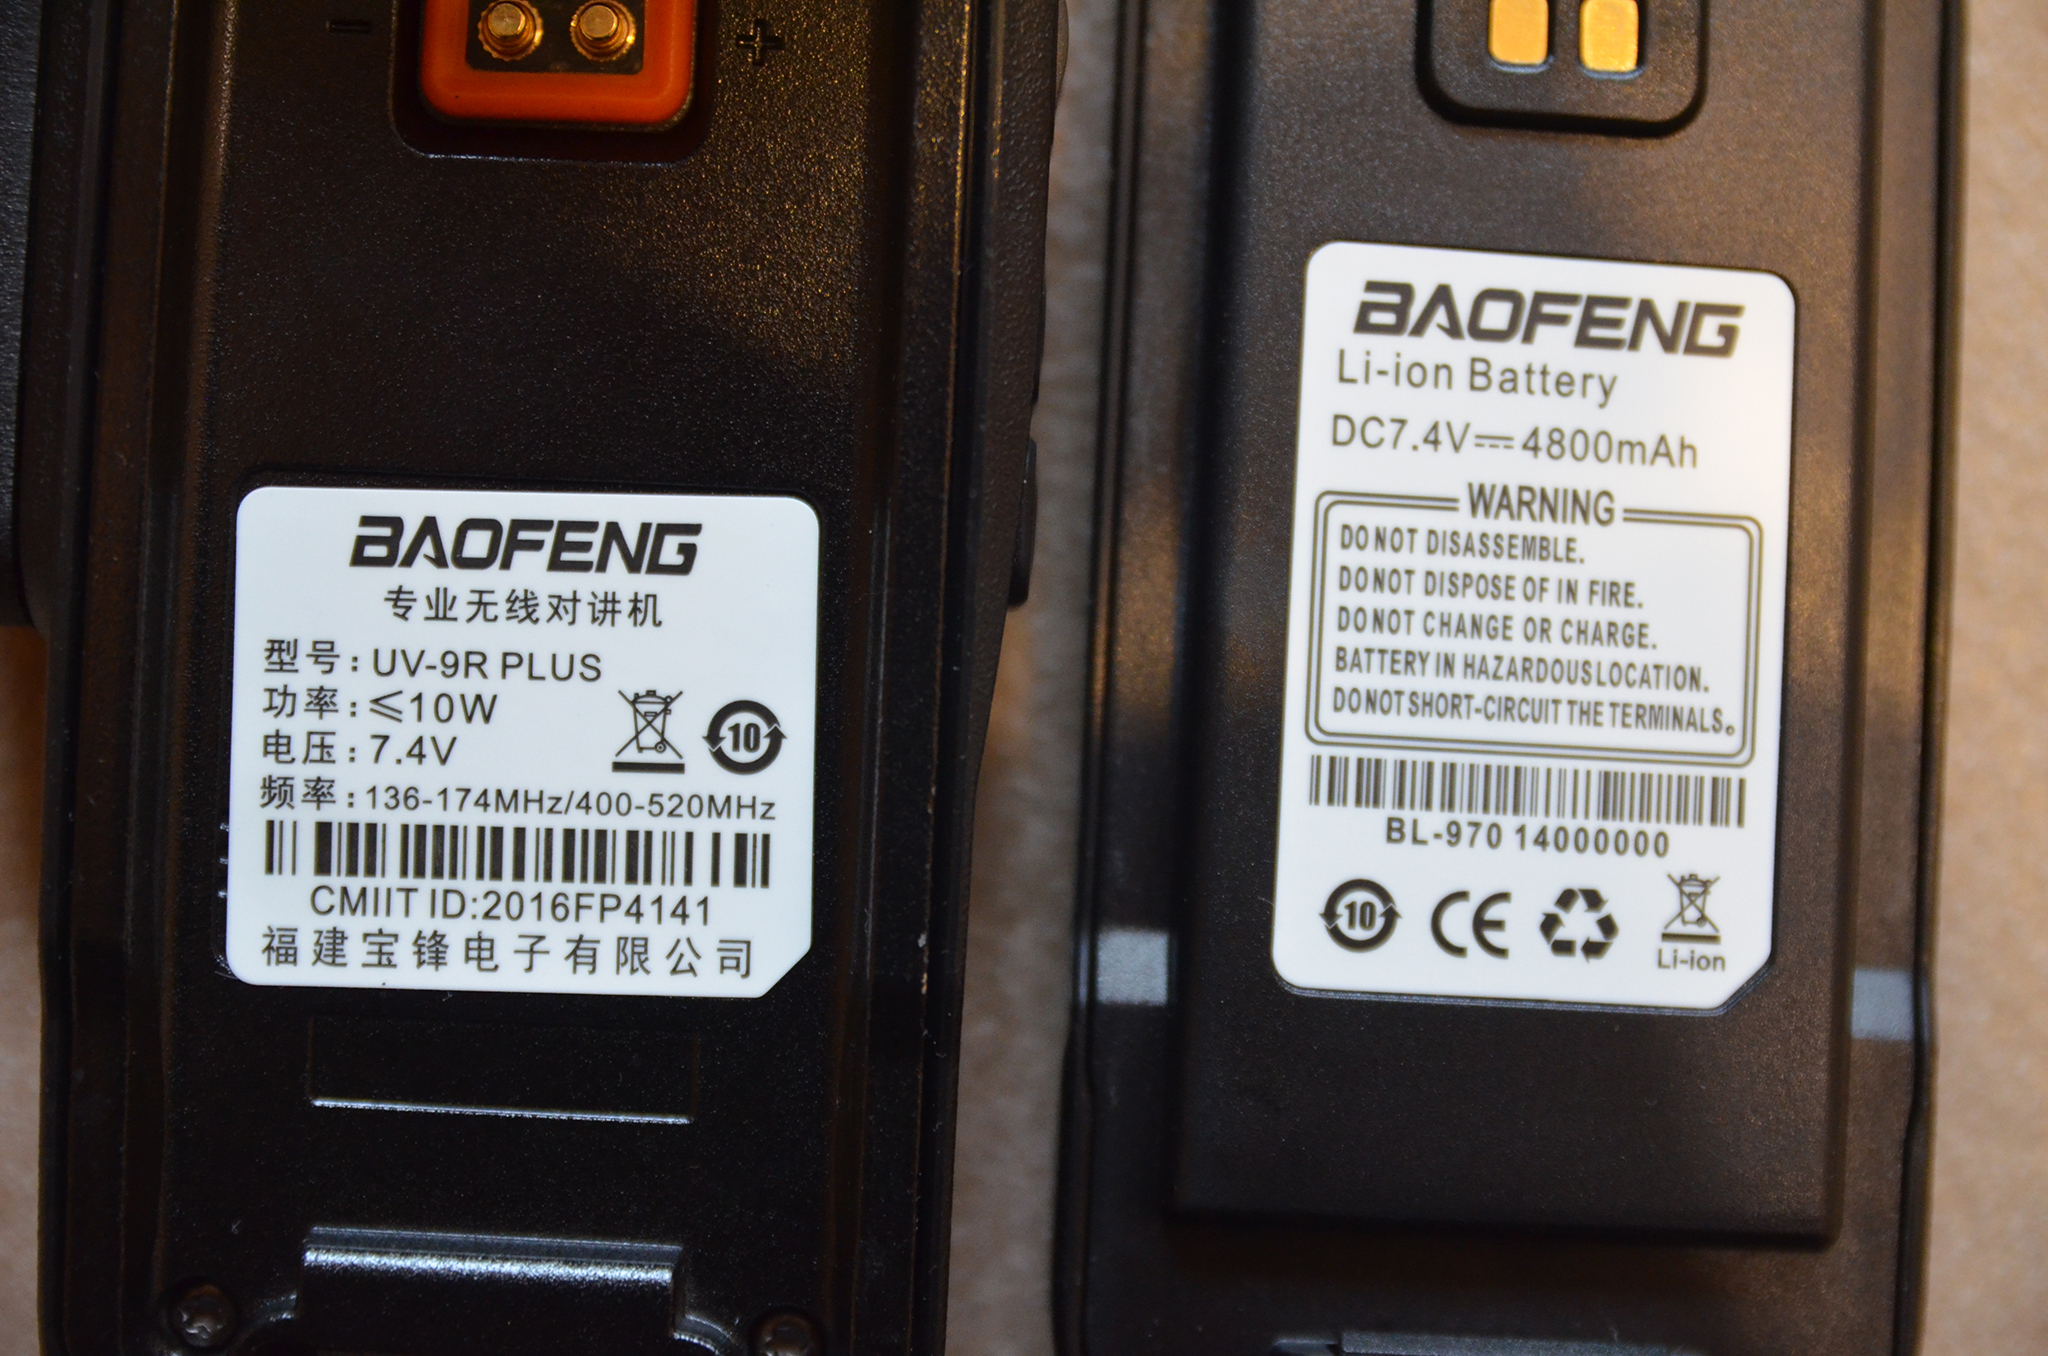 BAOFENG
专业无线对讲机
型号:UV-9R PLUS
功率:≤10W
电压:7.4V
频率:136-174MHz/400-520MHz
10
CMIIT ID:2016FP4141
福建宝锋电子有限公司
BAOFENG
Li-ion Battery
DC7.4V⎓4800mAh
WARNING
DO NOT DISASSEMBLE.
DO NOT DISPOSE OF IN FIRE.
DO NOT CHANGE OR CHARGE.
BATTERY IN HAZARDOUS LOCATION.
DO NOT SHORT-CIRCUIT THE TERMINALS。
BL-970 14000000
10 CE
Li-ion